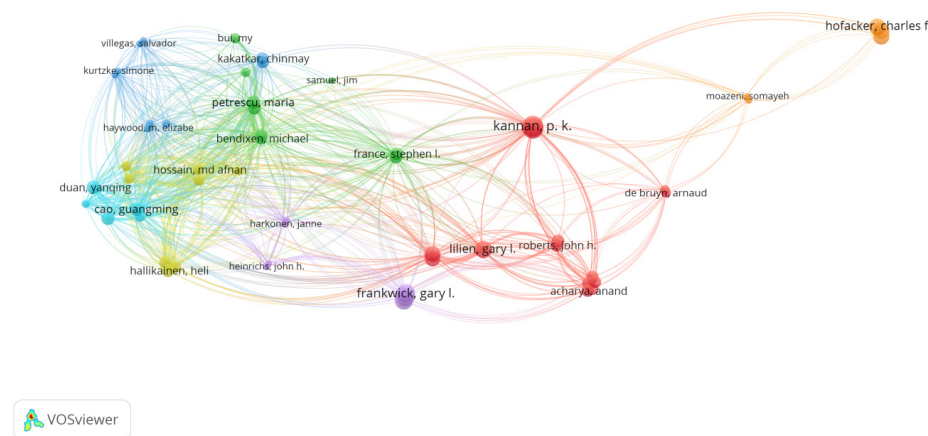 hofacker, charles f
villegas, salvador
bui, my
kakatkar, chinmay
kurtzke, simone
samuel, jim
moazeni, somayeh
petrescu, maria
kannan, p. k.
haywood, m. elizabe
bendixen, michael
france, stephen l.
hossain, md afnan
duan, yanqing
de bruyn, arnaud
cao, guangming
harkonen, janne
lilien, gary l.
roberts, john h.
heinrichs, john h.
hallikainen, heli
frankwick, gary l.
acharya, anand
VOSviewer